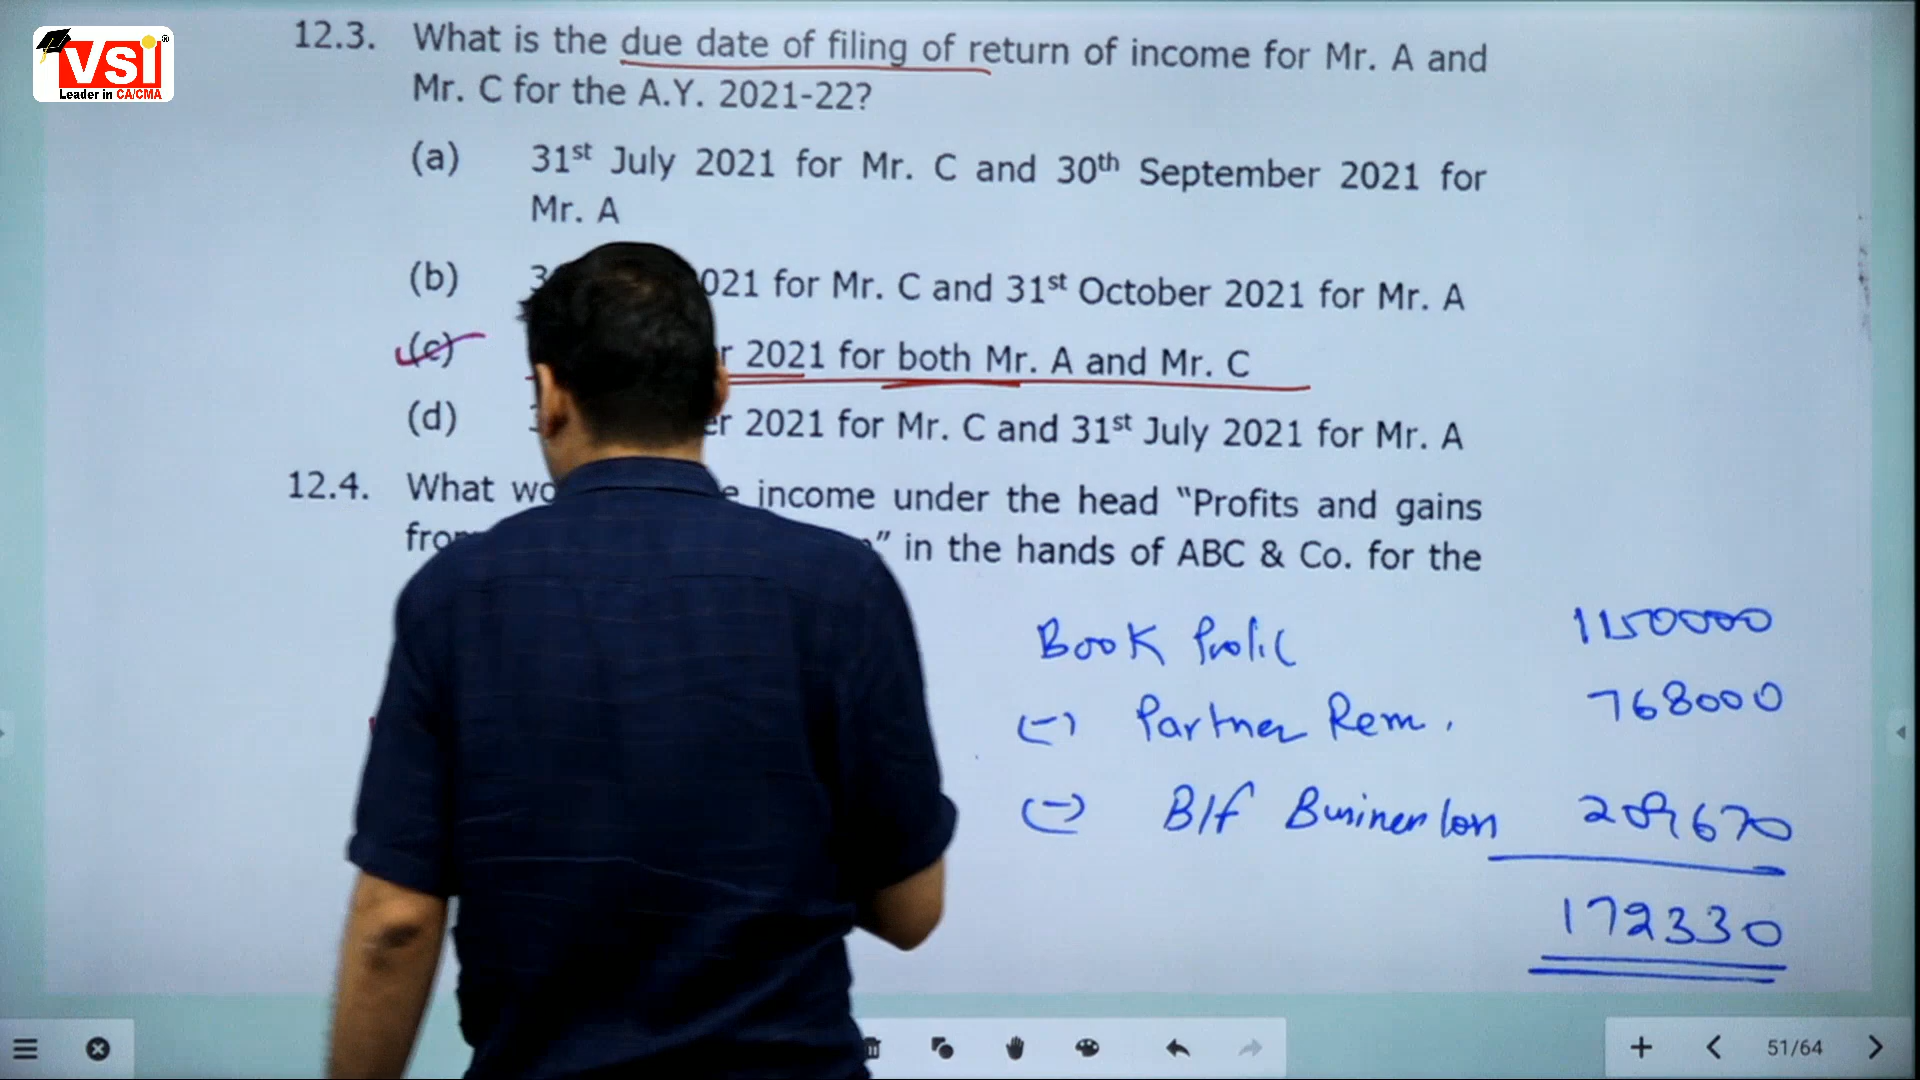 VSI
®
Leader in CA/CMA
12.3. What is the due date of filing of return of income for Mr. A and
Mr. C for the A.Y. 2021-22?
(a) 31st July 2021 for Mr. C and 30th September 2021 for
Mr. A
(b) 021 for Mr. C and 31st October 2021 for Mr. A
(c) r 2021 for both Mr. A and Mr. C
(d) er 2021 for Mr. C and 31st July 2021 for Mr. A
12.4. What wo e income under the head “Profits and gains
fro ” in the hands of ABC & Co. for the
Book Profit 1150000
(-) Partner Rem. 768000
(-) B/f Business loss 209670
172330
51/64